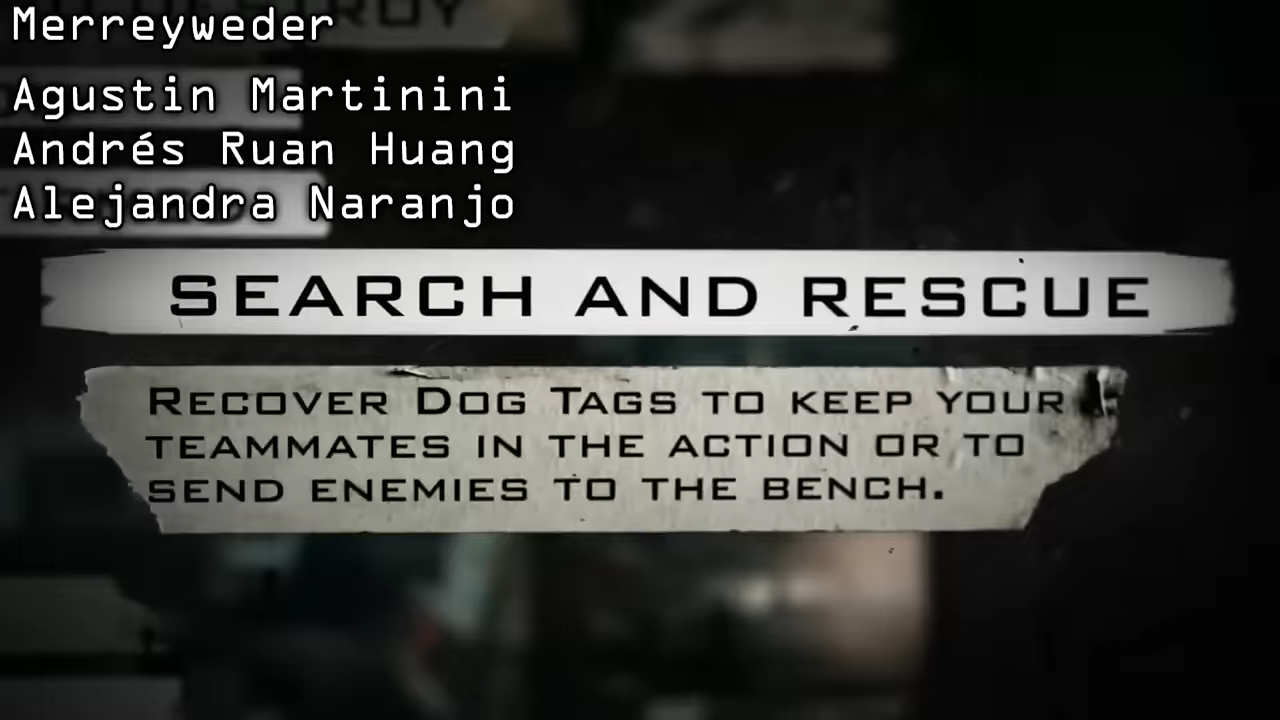 Merreyweder
Agustin Martinini
Andrés Ruan Huang
Alejandra Naranjo
SEARCH AND RESCUE
RECOVER DOG TAGS TO KEEP YOUR
TEAMMATES IN THE ACTION OR TO
SEND ENEMIES TO THE BENCH.